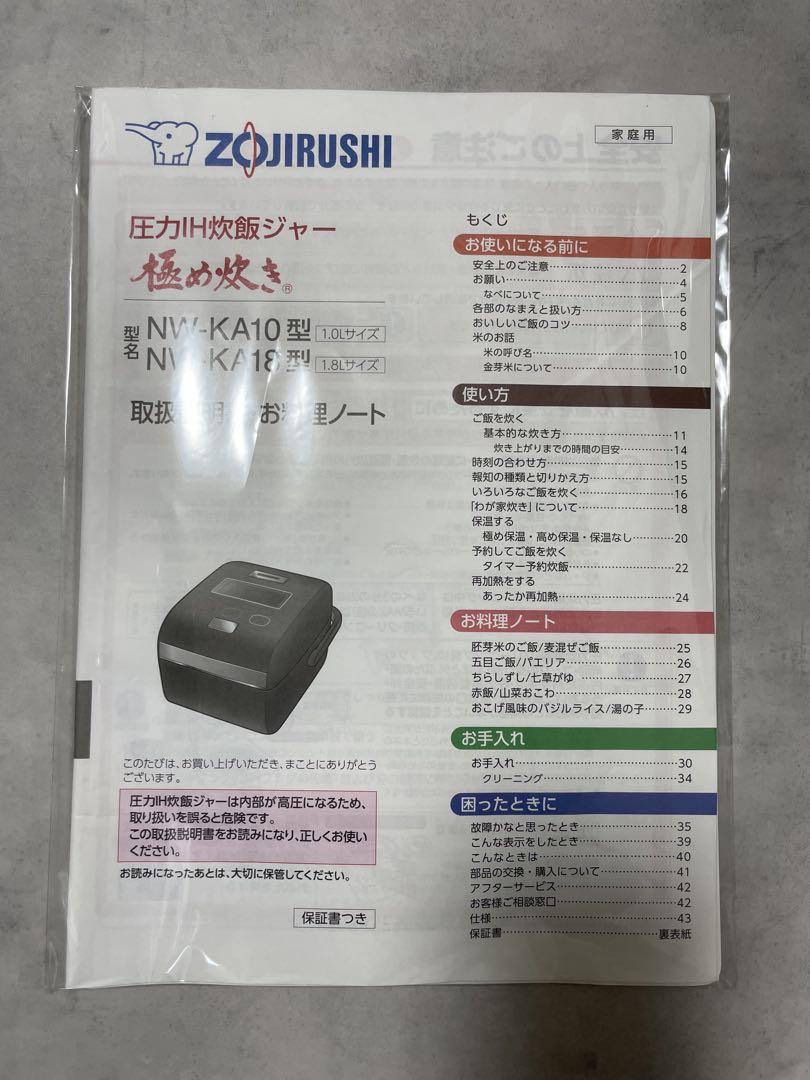 ZOJIRUSHI
家庭用
圧力IH炊飯ジャー
極め炊き®
型名
NW-KA10型 1.0Lサイズ
NW-KA18型 1.8Lサイズ
取扱説明書 お料理ノート
このたびは、お買い上げいただき、まことにありがとう
ございます。
圧力IH炊飯ジャーは内部が高圧になるため、
取り扱いを誤ると危険です。
この取扱説明書をお読みになり、正しくお使い
ください。
お読みになったあとは、大切に保管してください。
保証書つき
もくじ
お使いになる前に
安全上のご注意……2
お願い……4
なべについて……5
各部のなまえと扱い方……6
おいしいご飯のコツ……8
米のお話
米の呼び名……10
金芽米について……10
使い方
ご飯を炊く
基本的な炊き方……11
炊き上がりまでの時間の目安……14
時刻の合わせ方……15
報知の種類と切りかえ方……15
いろいろなご飯を炊く……16
「わが家炊き」について……18
保温する
極め保温・高め保温・保温なし……20
予約してご飯を炊く
タイマー予約炊飯……22
再加熱をする
あったか再加熱……24
お料理ノート
胚芽米のご飯/麦混ぜご飯……25
五目ご飯/パエリア……26
ちらしずし/七草がゆ……27
赤飯/山菜おこわ……28
おこげ風味のバジルライス/湯の子……29
お手入れ
お手入れ……30
クリーニング……34
困ったときに
故障かなと思ったとき……35
こんな表示をしたとき……39
こんなときは……40
部品の交換・購入について……41
アフターサービス……42
お客様ご相談窓口……42
仕様……43
保証書……裏表紙